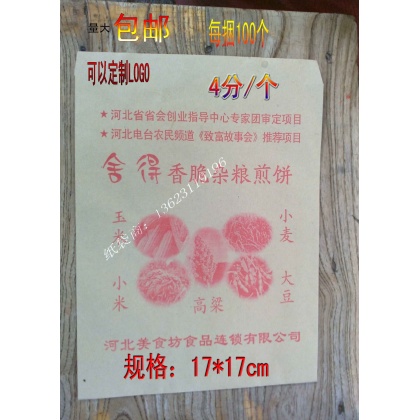 量大包邮 每捆100个
可以定制LOGO
4分/个
★河北省省会创业指导中心专家团审定项目
★河北电台农民频道《致富故事会》推荐项目
舍得香脆杂粮煎饼
玉米
小麦
纸袋商:13623110196
小米
大豆
高粱
河北美食坊食品连锁有限公司
规格:17*17cm